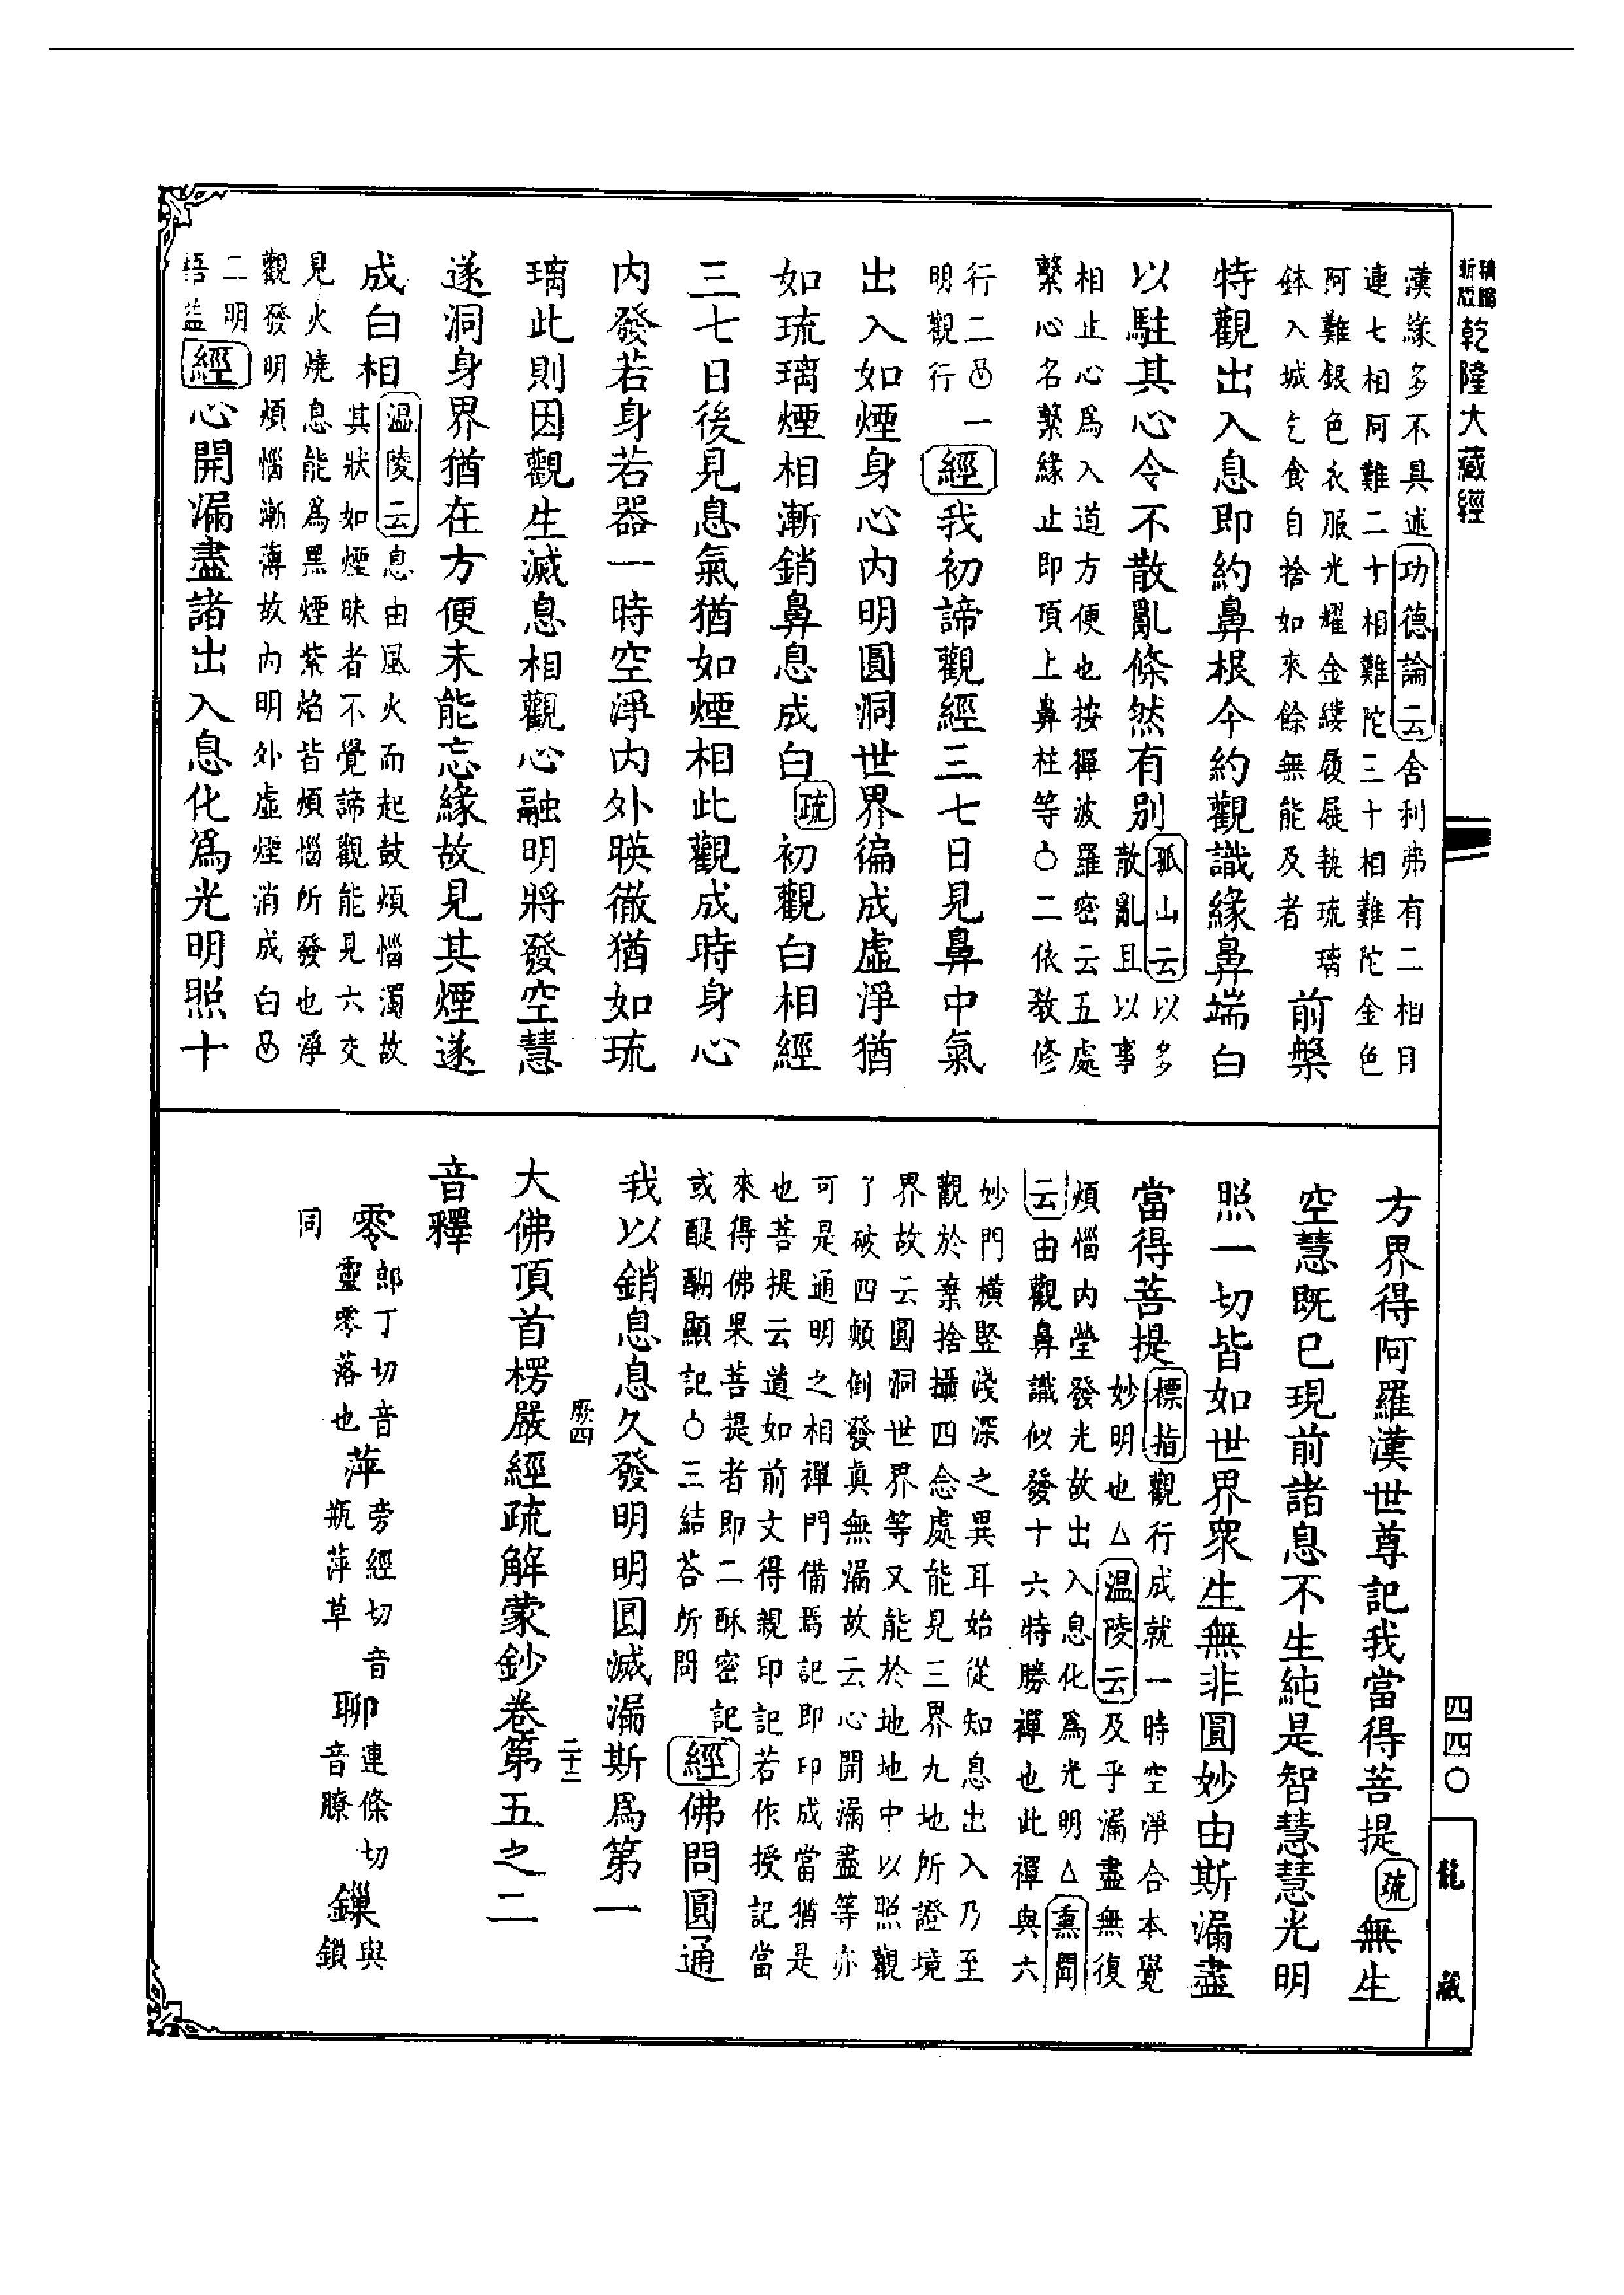 新版
精縮
乾隆大藏經
漢緣多不具述功德論云舍利弗有二相目
連七相阿難二十相難陀三十相難陀金色
阿難銀色衣服光耀金縷履屣執琉璃
鉢入城乞食自捨如來餘無能及者
前槃
特觀出入息即約鼻根今約觀識緣鼻端白
以駐其心令不散亂條然有別
孤山云以多
散亂且以事
相止心為入道方便也按禪波羅密云五處
繫心名繫緣止即頂上鼻柱等○二依教修
行二 一
明觀行
經我初諦觀經三七日見鼻中氣
出入如煙身心內明圓洞世界徧成虛淨猶
如琉璃煙相漸銷鼻息成白疏初觀白相經
三七日後見息氣猶如煙相此觀成時身心
內發若身若器一時空淨內外暎徹猶如琉
璃此則因觀生滅息相觀心融明將發空慧
遂洞身界猶在方便未能忘緣故見其煙遂
成白相
溫陵云息由風火而起鼓煩惱濁故
其狀如煙昧者不覺諦觀能見六交
見火燒息能為黑煙紫焰皆煩惱所發也淨
觀發明煩惱漸薄故內明外虛煙消成白
二明
悟益
經心開漏盡諸出入息化為光明照十
四四○
龍藏
方界得阿羅漢世尊記我當得菩提疏無生
空慧既已現前諸息不生純是智慧慧光明
照一切皆如世界眾生無非圓妙由斯漏盡
當得菩提
標指觀行成就一時空淨合本覺
妙明也△溫陵云及乎漏盡無復
煩惱內瑩發光故出入息化為光明△熏聞
云由觀鼻識似發十六特勝禪也此禪與六
妙門橫竪淺深之異耳始從知息出入乃至
觀於棄捨攝四念處能見三界九地所證境
界故云圓洞世界等又能於地地中以照觀
了破四顛倒發真無漏故云心開漏盡等亦
可是通明之相禪門備焉記即印成當猶是
也菩提云道如前文得親印記若作授記當
來得佛果菩提者即二酥密記
或醍醐顯記○三結荅所問
經佛問圓通
我以銷息息久發明明圓滅漏斯為第一
大佛頂首楞嚴經疏解蒙鈔卷第五之二
音釋
零
郎丁切音
靈零落也
萍
旁經切音
瓶萍草
聊
連條切
音膫
鏁
與
鎖
同